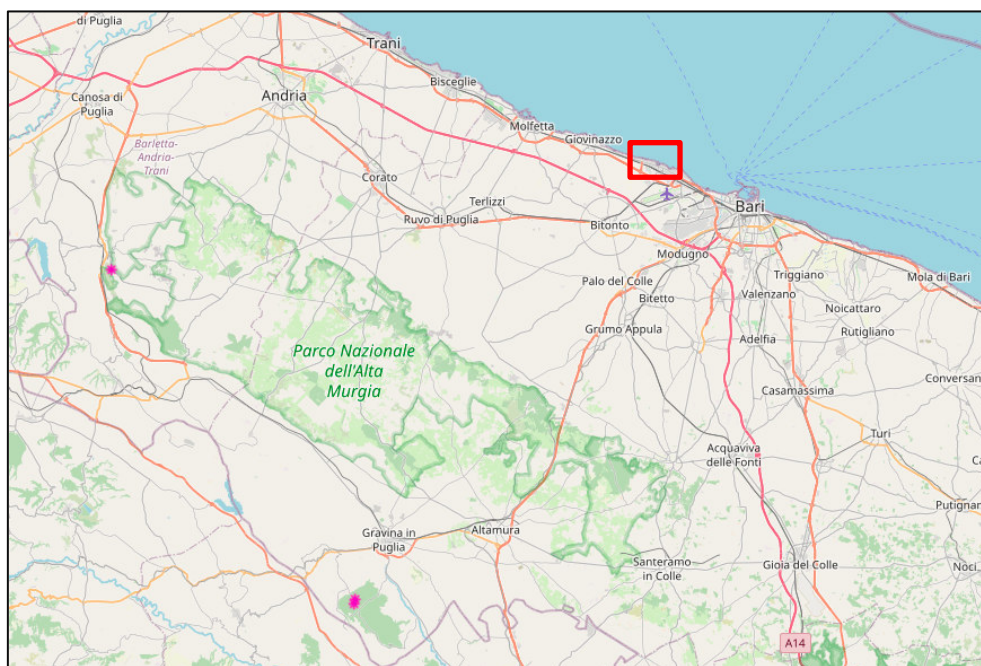 di Puglia
Trani
Bisceglie
Andria
Canosa di
Puglia
Molfetta
Giovinazzo
Barletta-
Andria-
Trani
Corato
Terlizzi
Ruvo di Puglia
Bitonto
Bari
Modugno
Palo del Colle
Bitetto
Triggiano
Mola di Bari
Valenzano
Noicattaro
Grumo Appula
Adelfia
Rutigliano
Parco Nazionale
dell'Alta
Murgia
Conversan
Casamassima
Turi
Ca
Acquaviva
delle Fonti
Putignan
Gravina in
Puglia
Altamura
Santeramo
in Colle
Gioia del Colle
Noci
A14